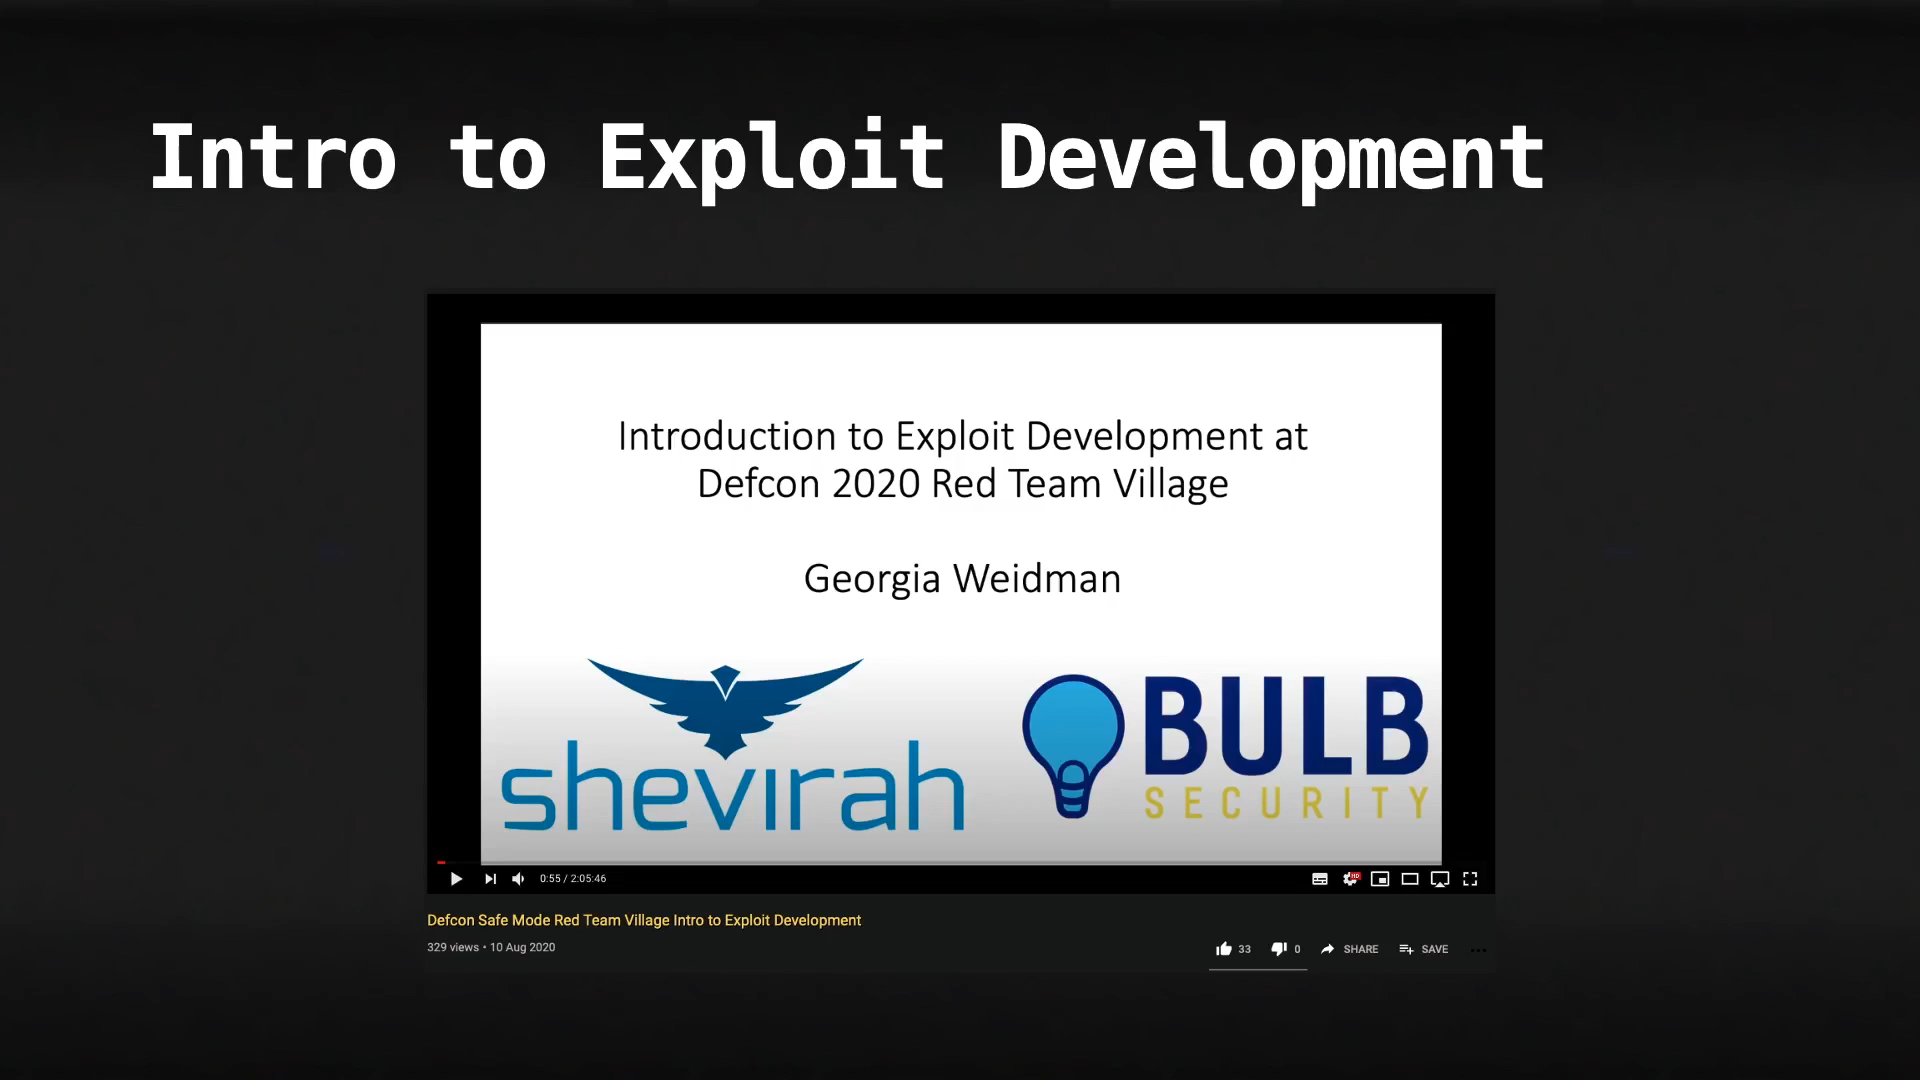 Intro to Exploit Development
Introduction to Exploit Development at
Defcon 2020 Red Team Village
Georgia Weidman
shevirah
BULB
SECURITY
0:55 / 2:05:46
HD
Defcon Safe Mode Red Team Village Intro to Exploit Development
329 views • 10 Aug 2020
33
0
SHARE
SAVE